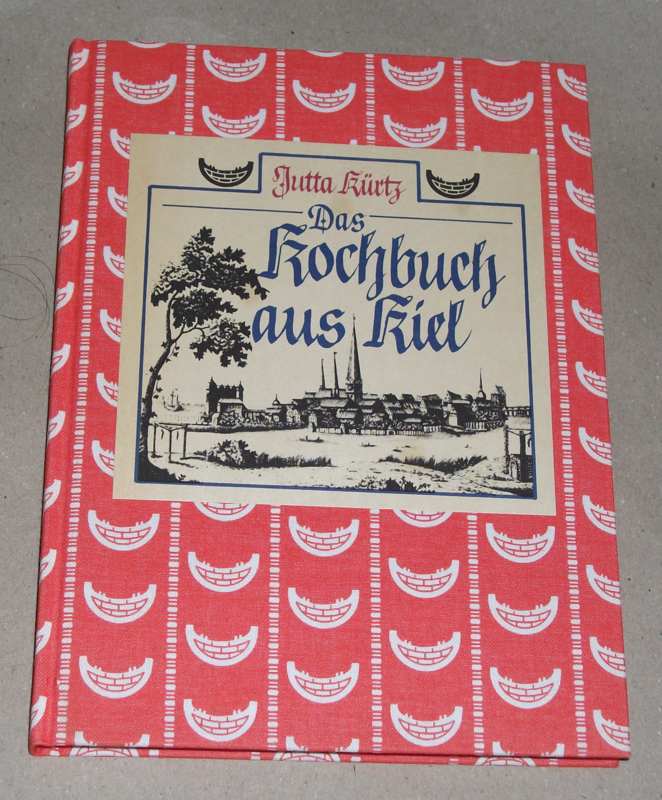 Jutta Kürtz
Das
Kochbuch
aus Kiel